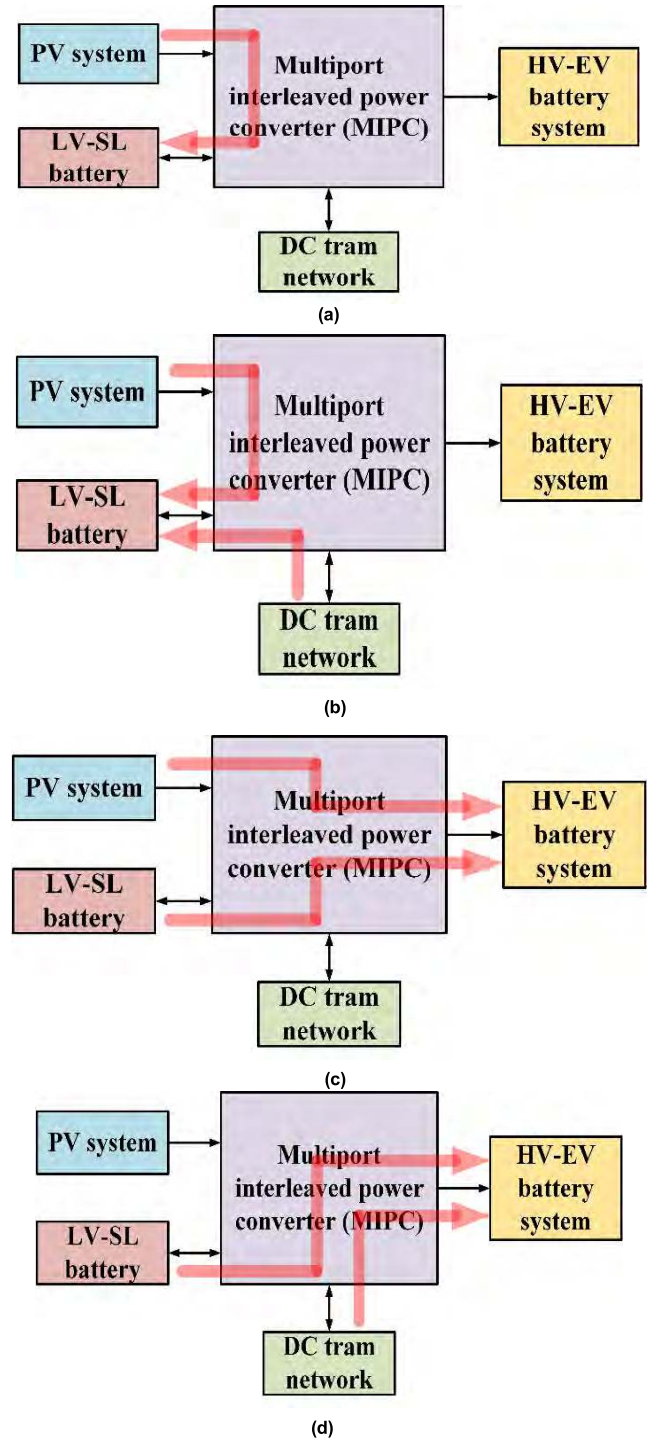 PV system
LV-SL
battery
Multiport
interleaved power
converter (MIPC)
HV-EV
battery
system
DC tram
network
(a)
PV system
LV-SL
battery
Multiport
interleaved power
converter (MIPC)
HV-EV
battery
system
DC tram
network
(b)
PV system
LV-SL
battery
Multiport
interleaved power
converter (MIPC)
HV-EV
battery
system
DC tram
network
(c)
PV system
LV-SL
battery
Multiport
interleaved power
converter (MIPC)
HV-EV
battery
system
DC tram
network
(d)